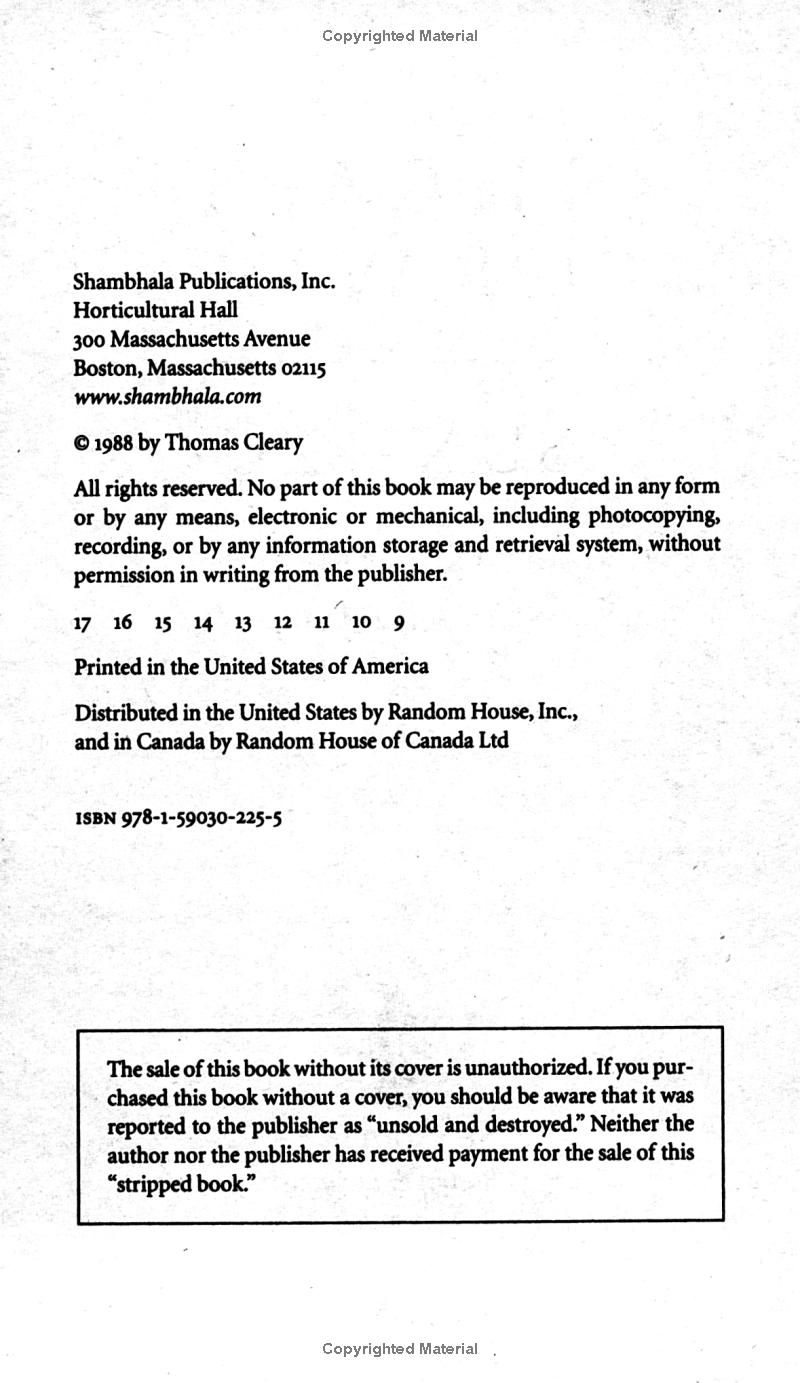 Copyrighted Material
Shambhala Publications, Inc.
Horticultural Hall
300 Massachusetts Avenue
Boston, Massachusetts 02115
www.shambhala.com
© 1988 by Thomas Cleary
All rights reserved. No part of this book may be reproduced in any form
or by any means, electronic or mechanical, including photocopying,
recording, or by any information storage and retrieval system, without
permission in writing from the publisher.
17 16 15 14 13 12 11 10 9
Printed in the United States of America
Distributed in the United States by Random House, Inc.,
and in Canada by Random House of Canada Ltd
ISBN 978-1-59030-225-5
The sale of this book without its cover is unauthorized. If you pur-
chased this book without a cover, you should be aware that it was
reported to the publisher as “unsold and destroyed.” Neither the
author nor the publisher has received payment for the sale of this
“stripped book.”
Copyrighted Material